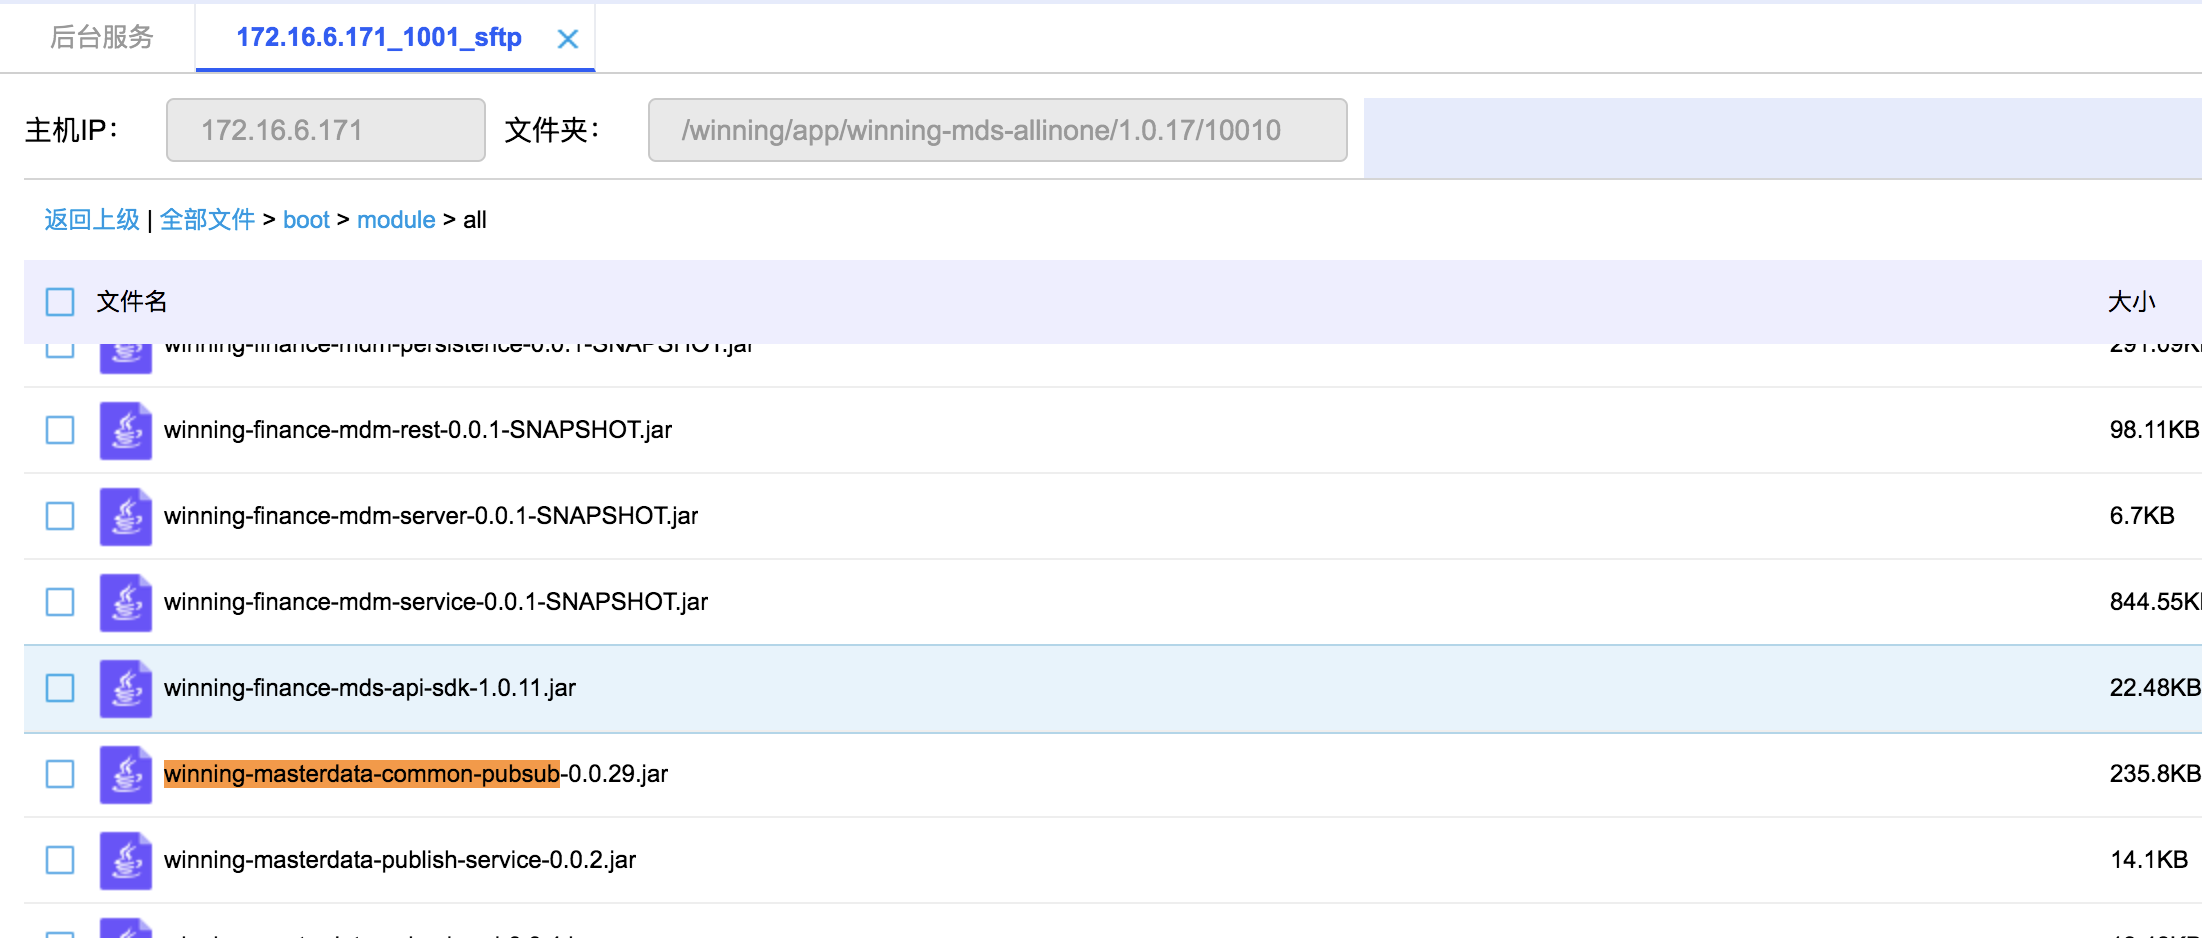 后台服务 172.16.6.171_1001_sftp
主机IP： 172.16.6.171 文件夹： /winning/app/winning-mds-allinone/1.0.17/10010
返回上级 | 全部文件 > boot > module > all
文件名 大小
winning-finance-mdm-persistence-0.0.1-SNAPSHOT.jar
winning-finance-mdm-rest-0.0.1-SNAPSHOT.jar 98.11KB
winning-finance-mdm-server-0.0.1-SNAPSHOT.jar 6.7KB
winning-finance-mdm-service-0.0.1-SNAPSHOT.jar 844.55K
winning-finance-mds-api-sdk-1.0.11.jar 22.48KB
winning-masterdata-common-pubsub-0.0.29.jar 235.8KB
winning-masterdata-publish-service-0.0.2.jar 14.1KB